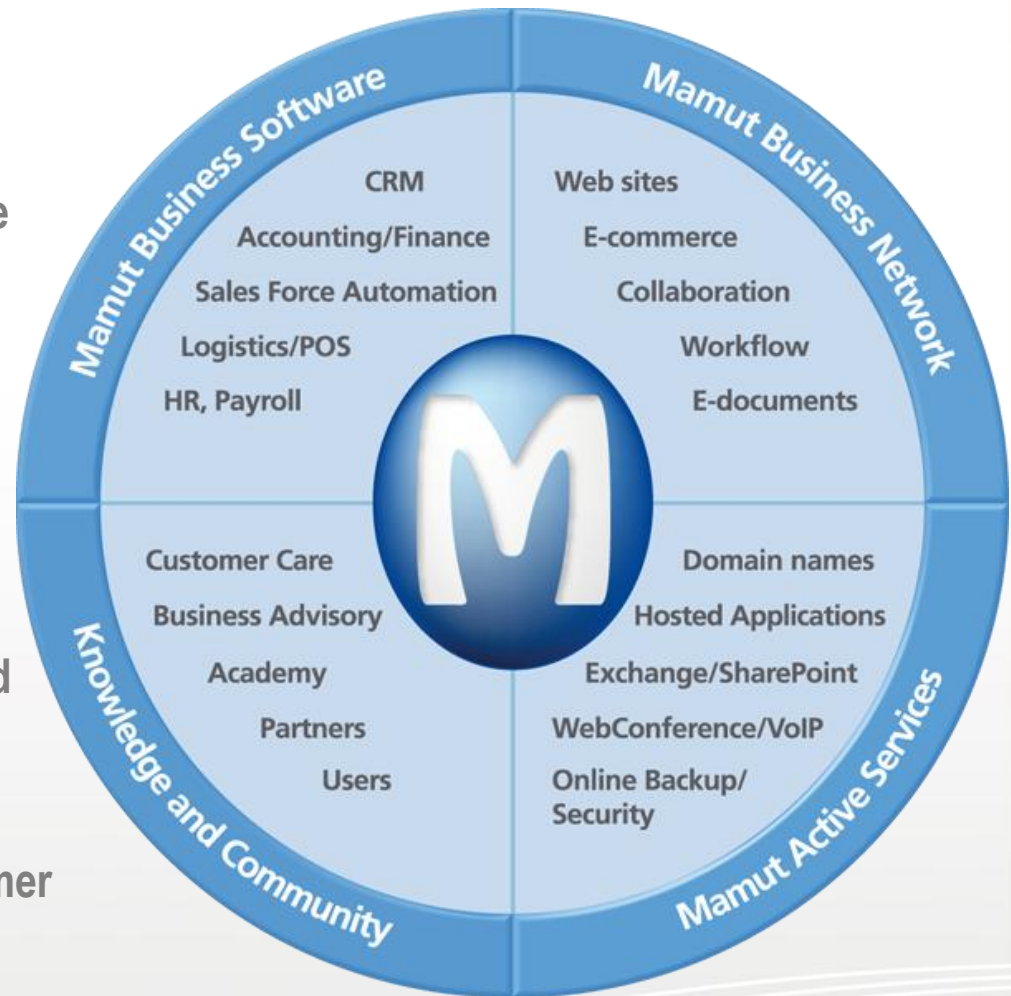 Mamut Business Software
CRM
Accounting/Finance
Sales Force Automation
Logistics/POS
HR, Payroll
Mamut Business Network
Web sites
E-commerce
Collaboration
Workflow
E-documents
M
Knowledge and Community
Customer Care
Business Advisory
Academy
Partners
Users
Mamut Active Services
Domain names
Hosted Applications
Exchange/SharePoint
WebConference/VoIP
Online Backup/
Security